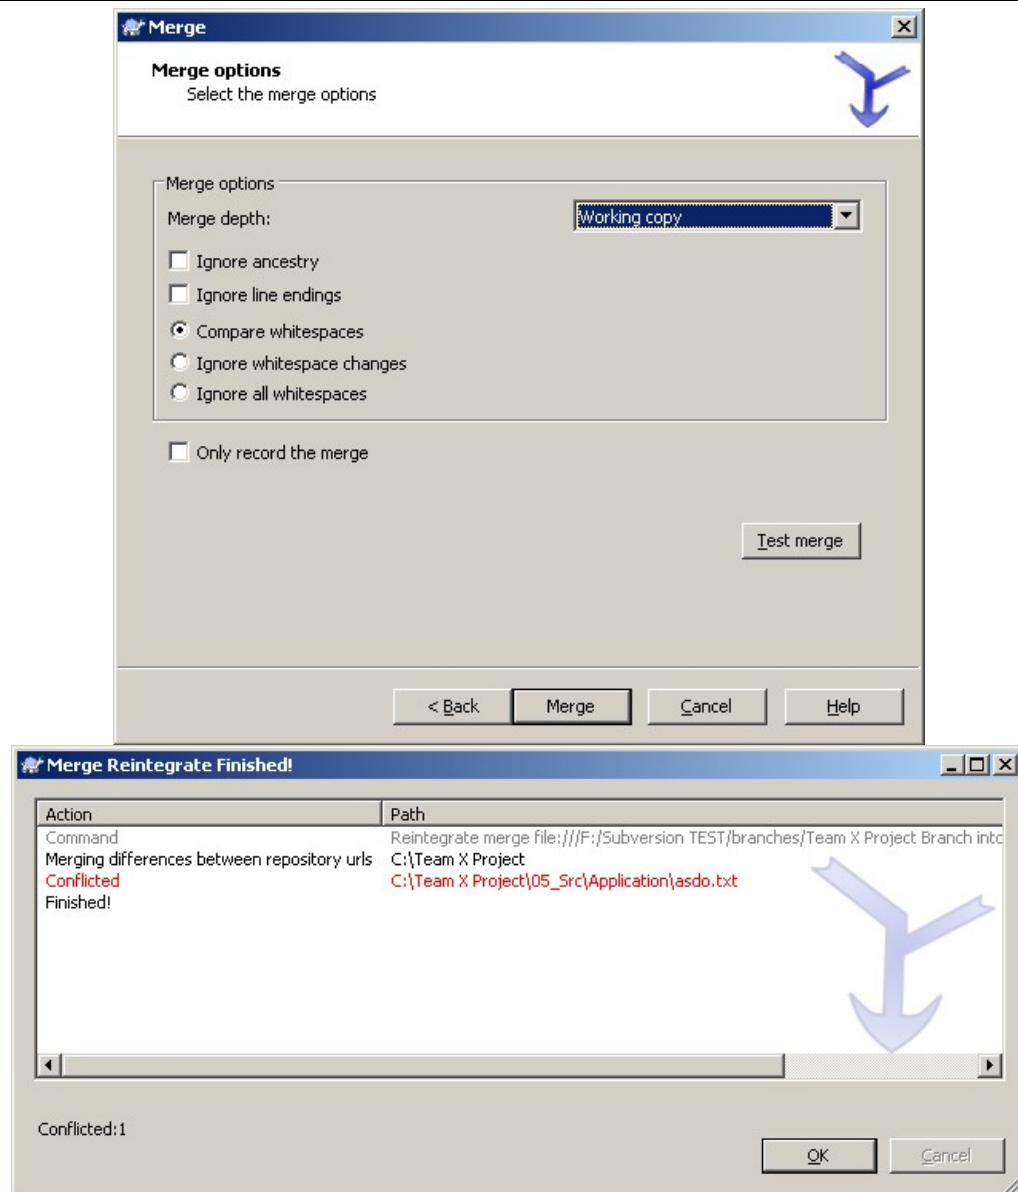 Merge
Merge options
Select the merge options
Merge options
Merge depth: Working copy
Ignore ancestry
Ignore line endings
Compare whitespaces
Ignore whitespace changes
Ignore all whitespaces
Only record the merge
Test merge
< Back Merge Cancel Help
Merge Reintegrate Finished!
Action Path
Command Reintegrate merge file:///F:/Subversion TEST/branches/Team X Project Branch into
Merging differences between repository urls C:\Team X Project
Conflicted C:\Team X Project\05_Src\Application\asdo.txt
Finished!
Conflicted:1
OK Cancel